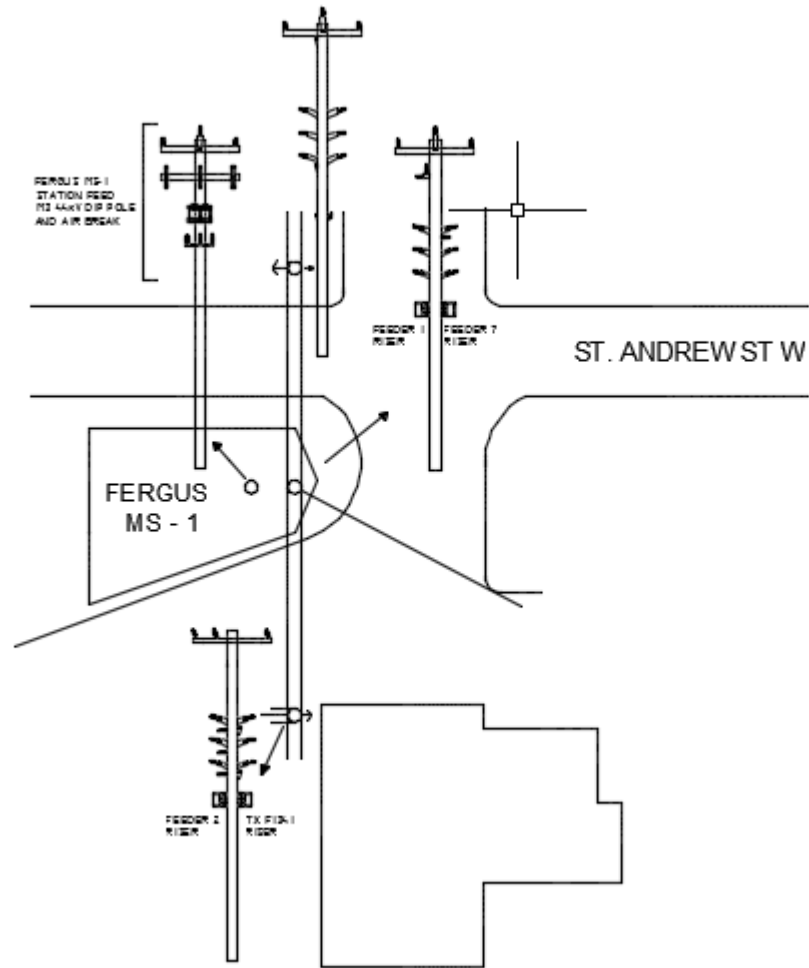 FERGUS MS-1
STATION FEED
M3 44kV DIP POLE
AND AIR BREAK
FEEDER 1
RISER
FEEDER 7
RISER
ST. ANDREW ST W
FERGUS
MS - 1
FEEDER 2
RISER
TX
RISER